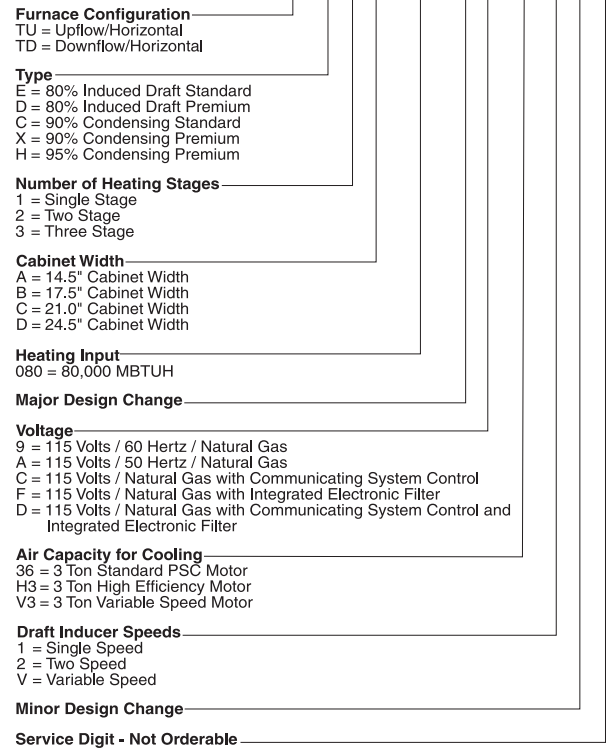 Furnace Configuration
TU = Upflow/Horizontal
TD = Downflow/Horizontal
Type
E = 80% Induced Draft Standard
D = 80% Induced Draft Premium
C = 90% Condensing Standard
X = 90% Condensing Premium
H = 95% Condensing Premium
Number of Heating Stages
1 = Single Stage
2 = Two Stage
3 = Three Stage
Cabinet Width
A = 14.5" Cabinet Width
B = 17.5" Cabinet Width
C = 21.0" Cabinet Width
D = 24.5" Cabinet Width
Heating Input
080 = 80,000 MBTUH
Major Design Change
Voltage
9 = 115 Volts / 60 Hertz / Natural Gas
A = 115 Volts / 50 Hertz / Natural Gas
C = 115 Volts / Natural Gas with Communicating System Control
F = 115 Volts / Natural Gas with Integrated Electronic Filter
D = 115 Volts / Natural Gas with Communicating System Control and
Integrated Electronic Filter
Air Capacity for Cooling
36 = 3 Ton Standard PSC Motor
H3 = 3 Ton High Efficiency Motor
V3 = 3 Ton Variable Speed Motor
Draft Inducer Speeds
1 = Single Speed
2 = Two Speed
V = Variable Speed
Minor Design Change
Service Digit - Not Orderable